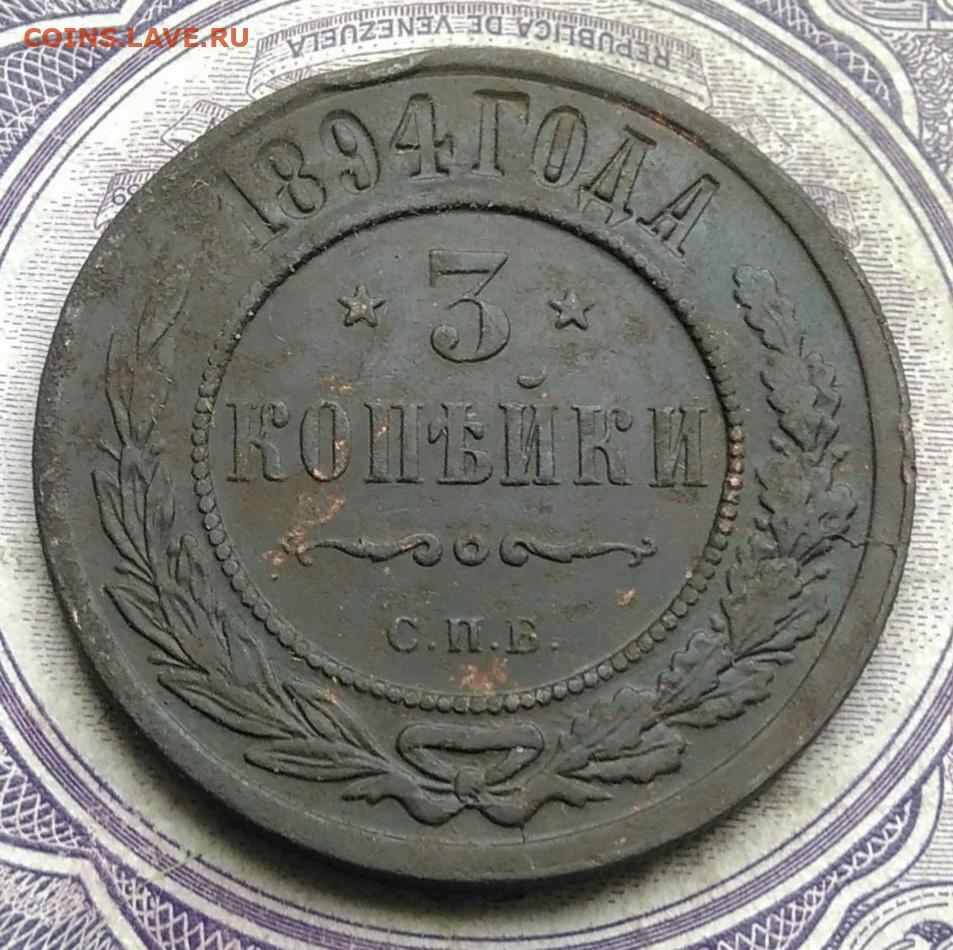 COINS.LAVE.RU
REPUBLICA DE VENEZUELA
1894 ГОДА
3
КОПѢЙКИ
С.П.Б.